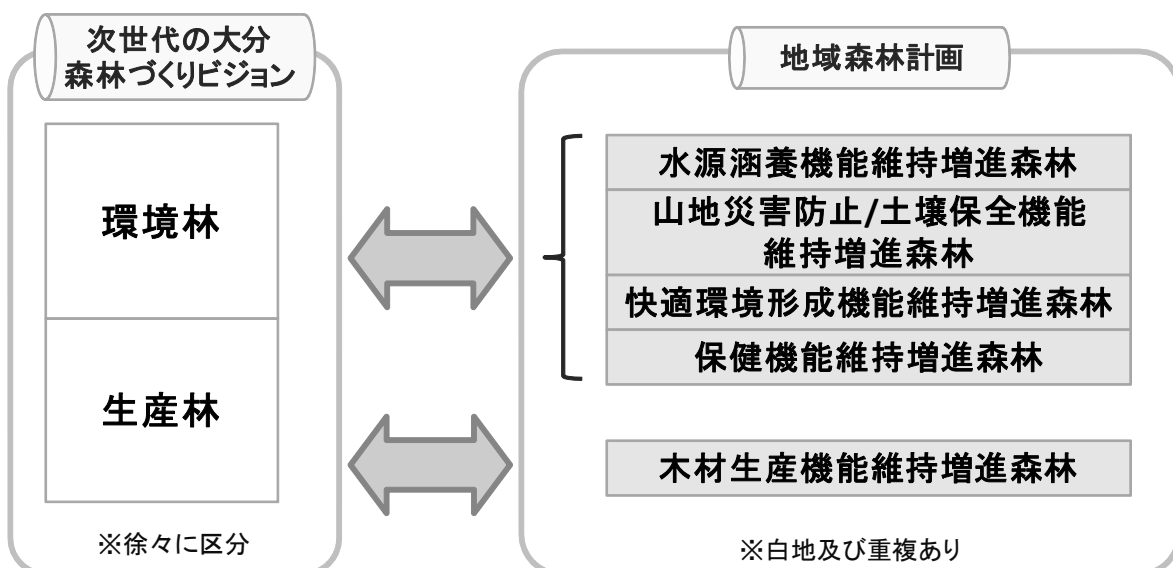 次世代の大分
森林づくりビジョン
環境林
生産林
※徐々に区分
地域森林計画
水源涵養機能維持増進森林
山地災害防止/土壌保全機能
維持増進森林
快適環境形成機能維持増進森林
保健機能維持増進森林
木材生産機能維持増進森林
※白地及び重複あり